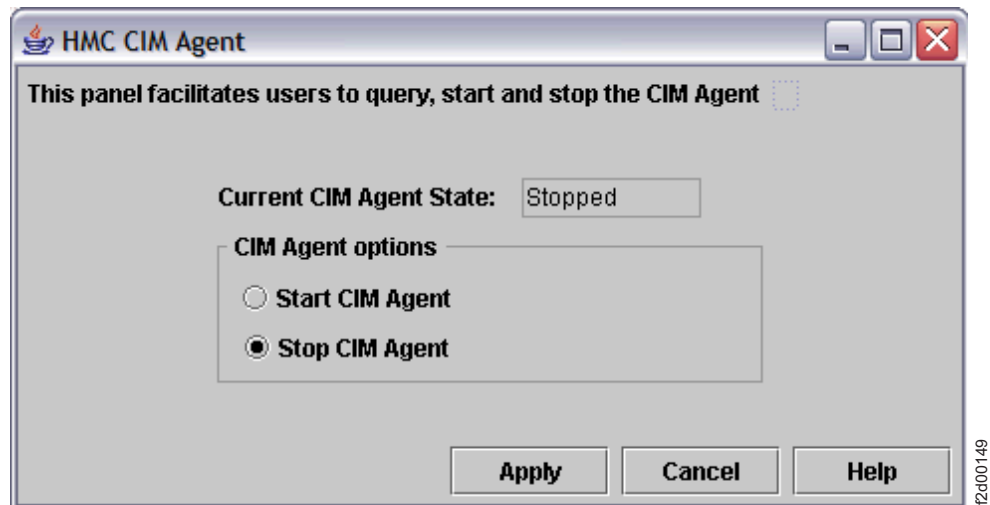 HMC CIM Agent
This panel facilitates users to query, start and stop the CIM Agent
Current CIM Agent State: Stopped
CIM Agent options
Start CIM Agent
Stop CIM Agent
Apply Cancel Help
f2d00149